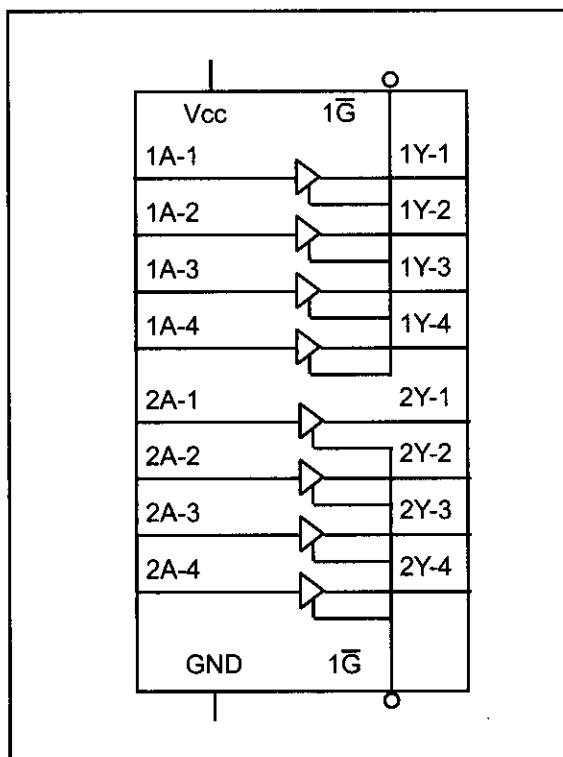 Vcc 1G̅
1A-1 1Y-1
1A-2 1Y-2
1A-3 1Y-3
1A-4 1Y-4
2A-1 2Y-1
2A-2 2Y-2
2A-3 2Y-3
2A-4 2Y-4
GND 1G̅